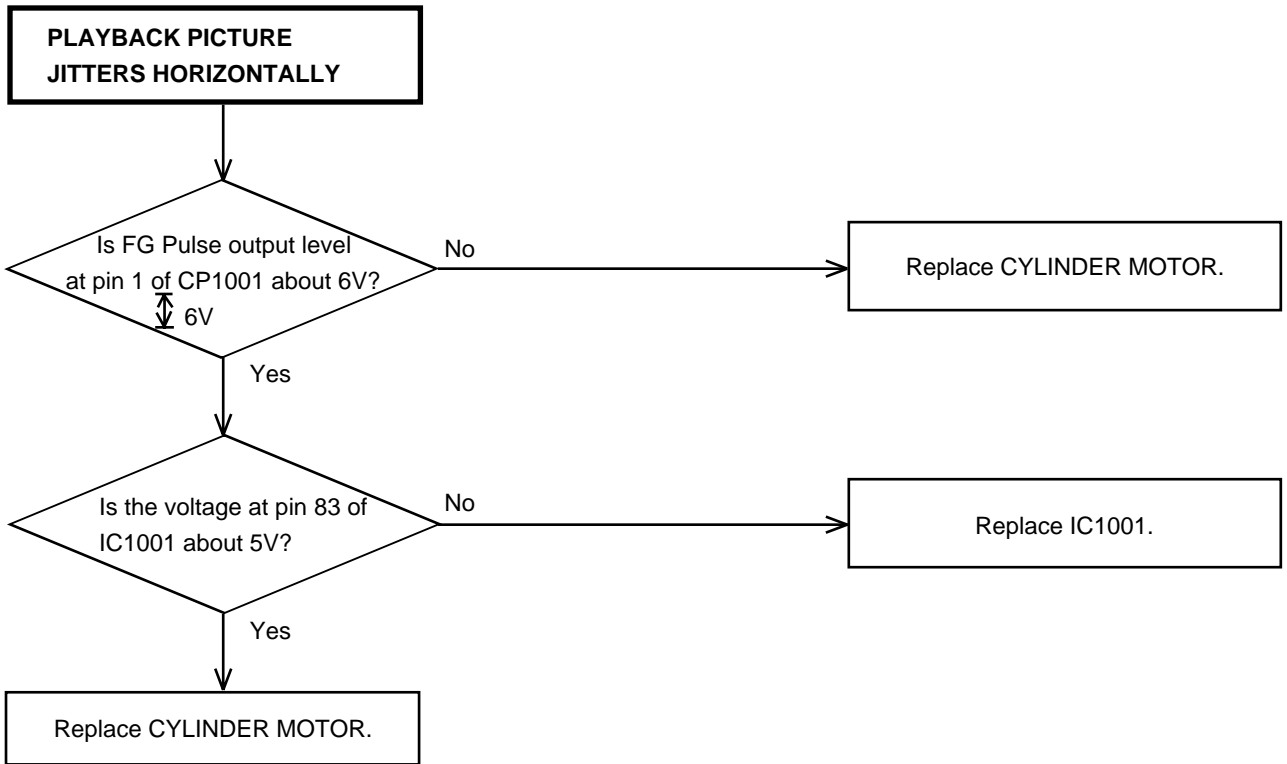 PLAYBACK PICTURE
JITTERS HORIZONTALLY
Is FG Pulse output level
at pin 1 of CP1001 about 6V?
6V
No
Replace CYLINDER MOTOR.
Yes
Is the voltage at pin 83 of
IC1001 about 5V?
No
Replace IC1001.
Yes
Replace CYLINDER MOTOR.